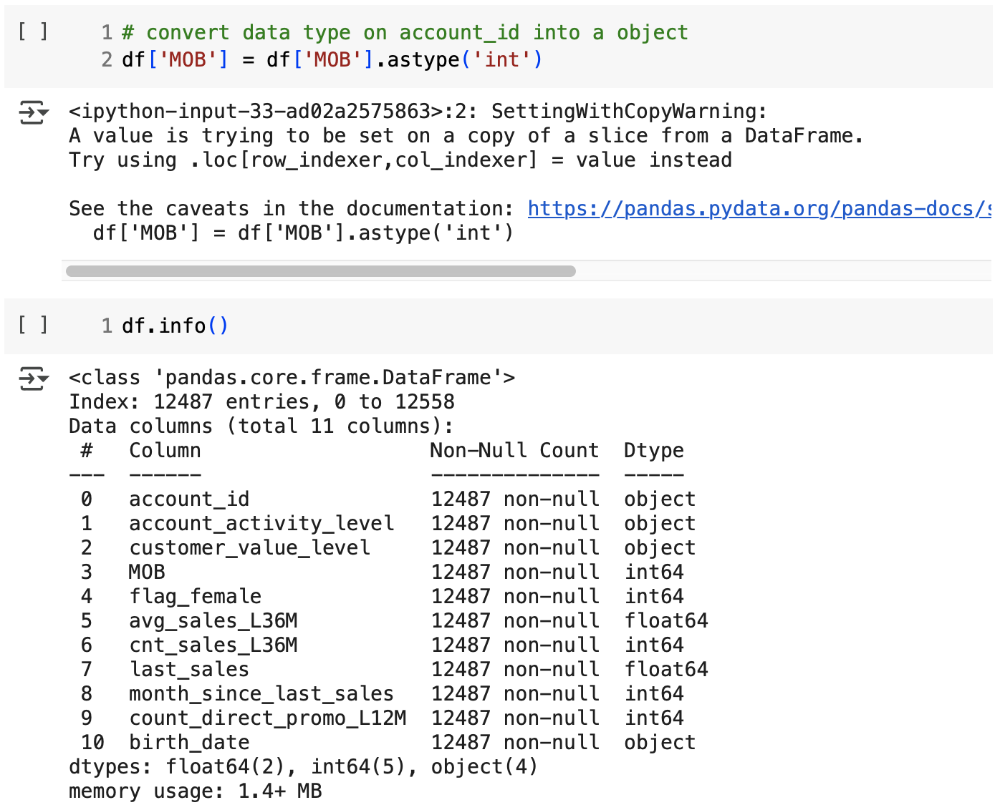 [ ] 1 # convert data type on account_id into a object
2 df['MOB'] = df['MOB'].astype('int')
<ipython-input-33-ad02a2575863>:2: SettingWithCopyWarning:
A value is trying to be set on a copy of a slice from a DataFrame.
Try using .loc[row_indexer,col_indexer] = value instead
See the caveats in the documentation: https://pandas.pydata.org/pandas-docs/s
df['MOB'] = df['MOB'].astype('int')
[ ] 1 df.info()
<class 'pandas.core.frame.DataFrame'>
Index: 12487 entries, 0 to 12558
Data columns (total 11 columns):
# Column Non-Null Count Dtype
--- ------ -------------- -----
0 account_id 12487 non-null object
1 account_activity_level 12487 non-null object
2 customer_value_level 12487 non-null object
3 MOB 12487 non-null int64
4 flag_female 12487 non-null int64
5 avg_sales_L36M 12487 non-null float64
6 cnt_sales_L36M 12487 non-null int64
7 last_sales 12487 non-null float64
8 month_since_last_sales 12487 non-null int64
9 count_direct_promo_L12M 12487 non-null int64
10 birth_date 12487 non-null object
dtypes: float64(2), int64(5), object(4)
memory usage: 1.4+ MB